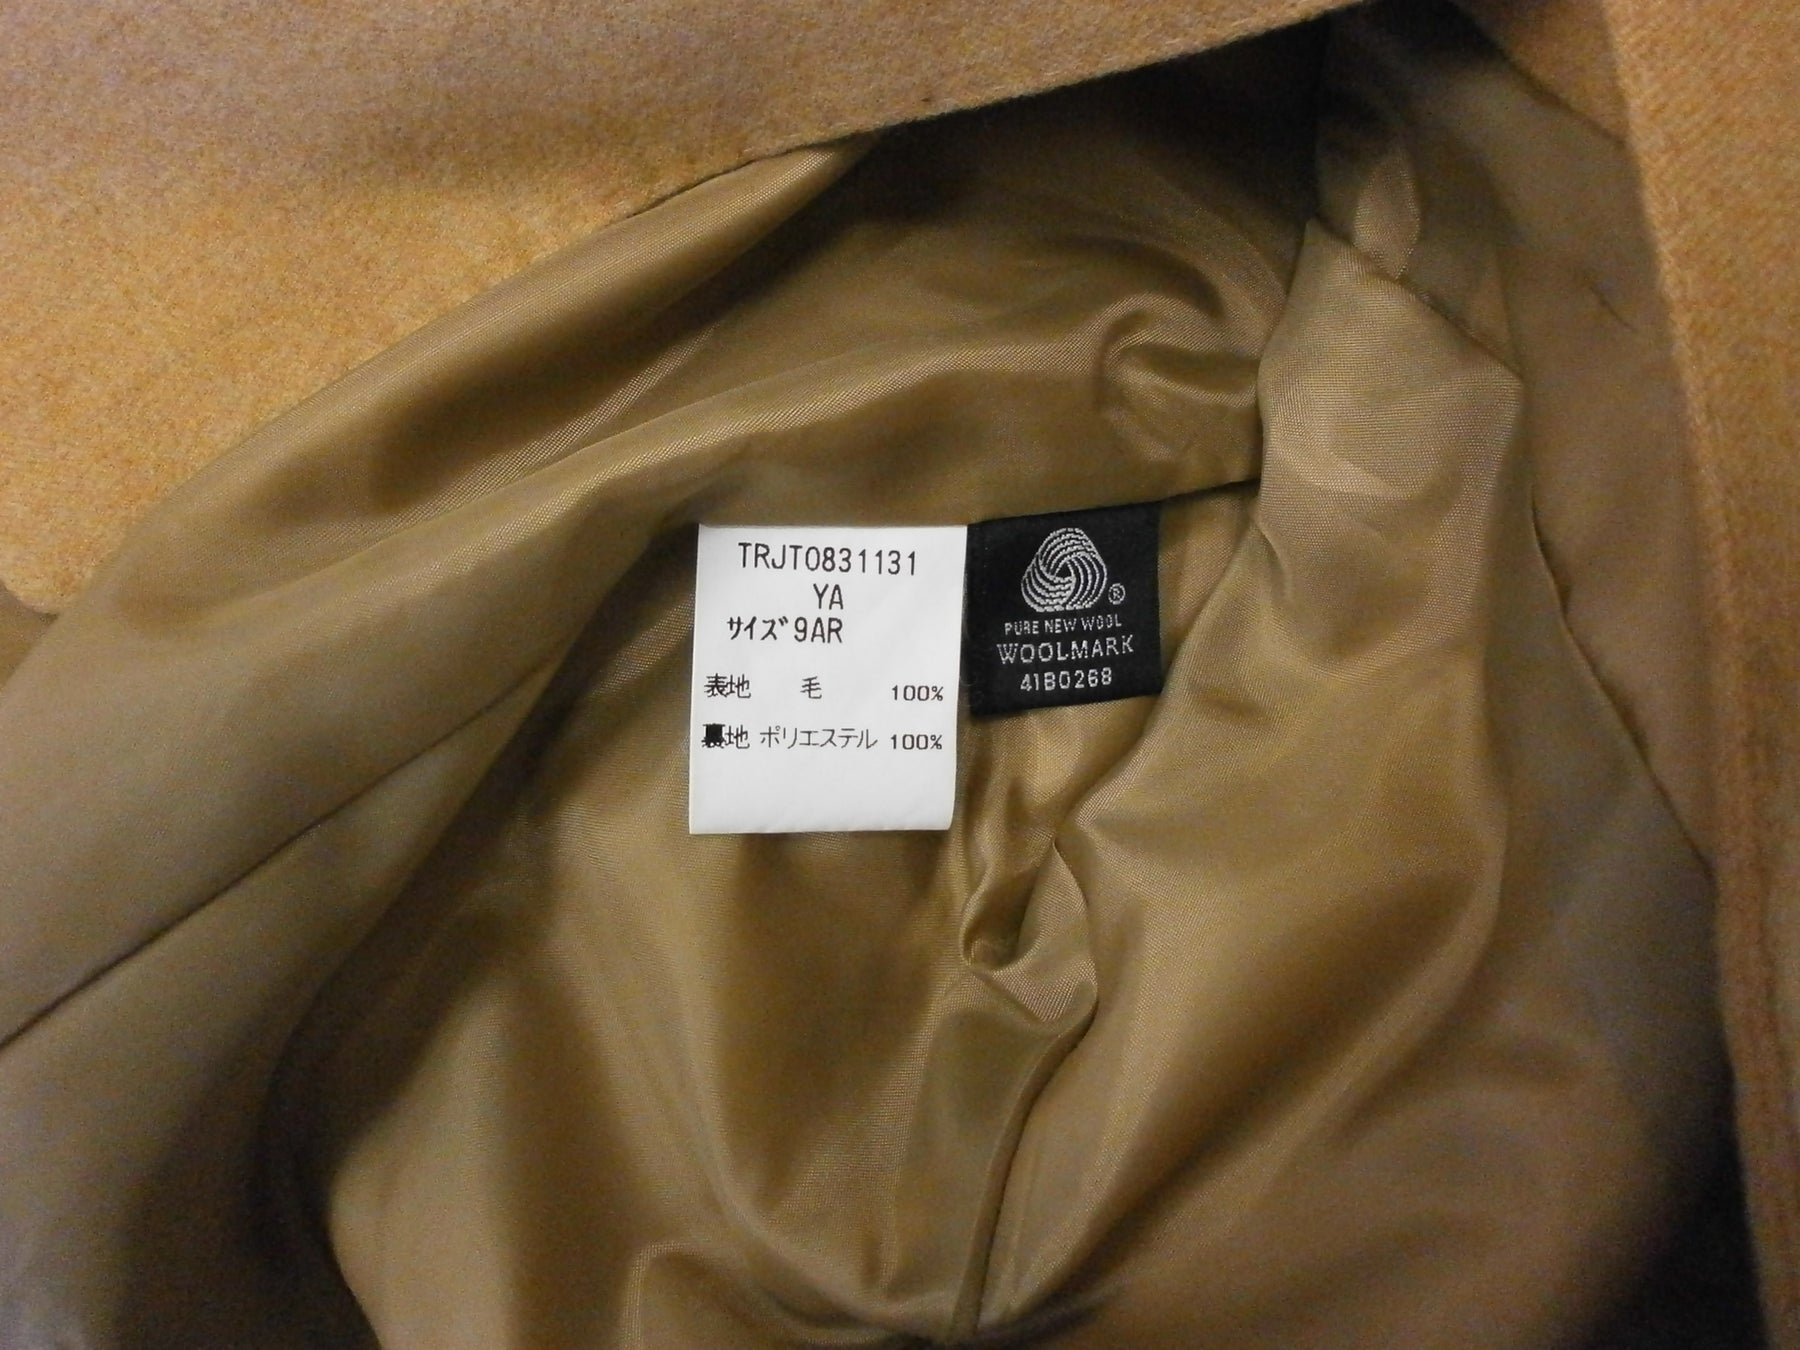 TRJT0831131
YA
サイズ 9AR
表地 毛 100%
裏地 ポリエステル 100%
®
PURE NEW WOOL
WOOLMARK
41B0268